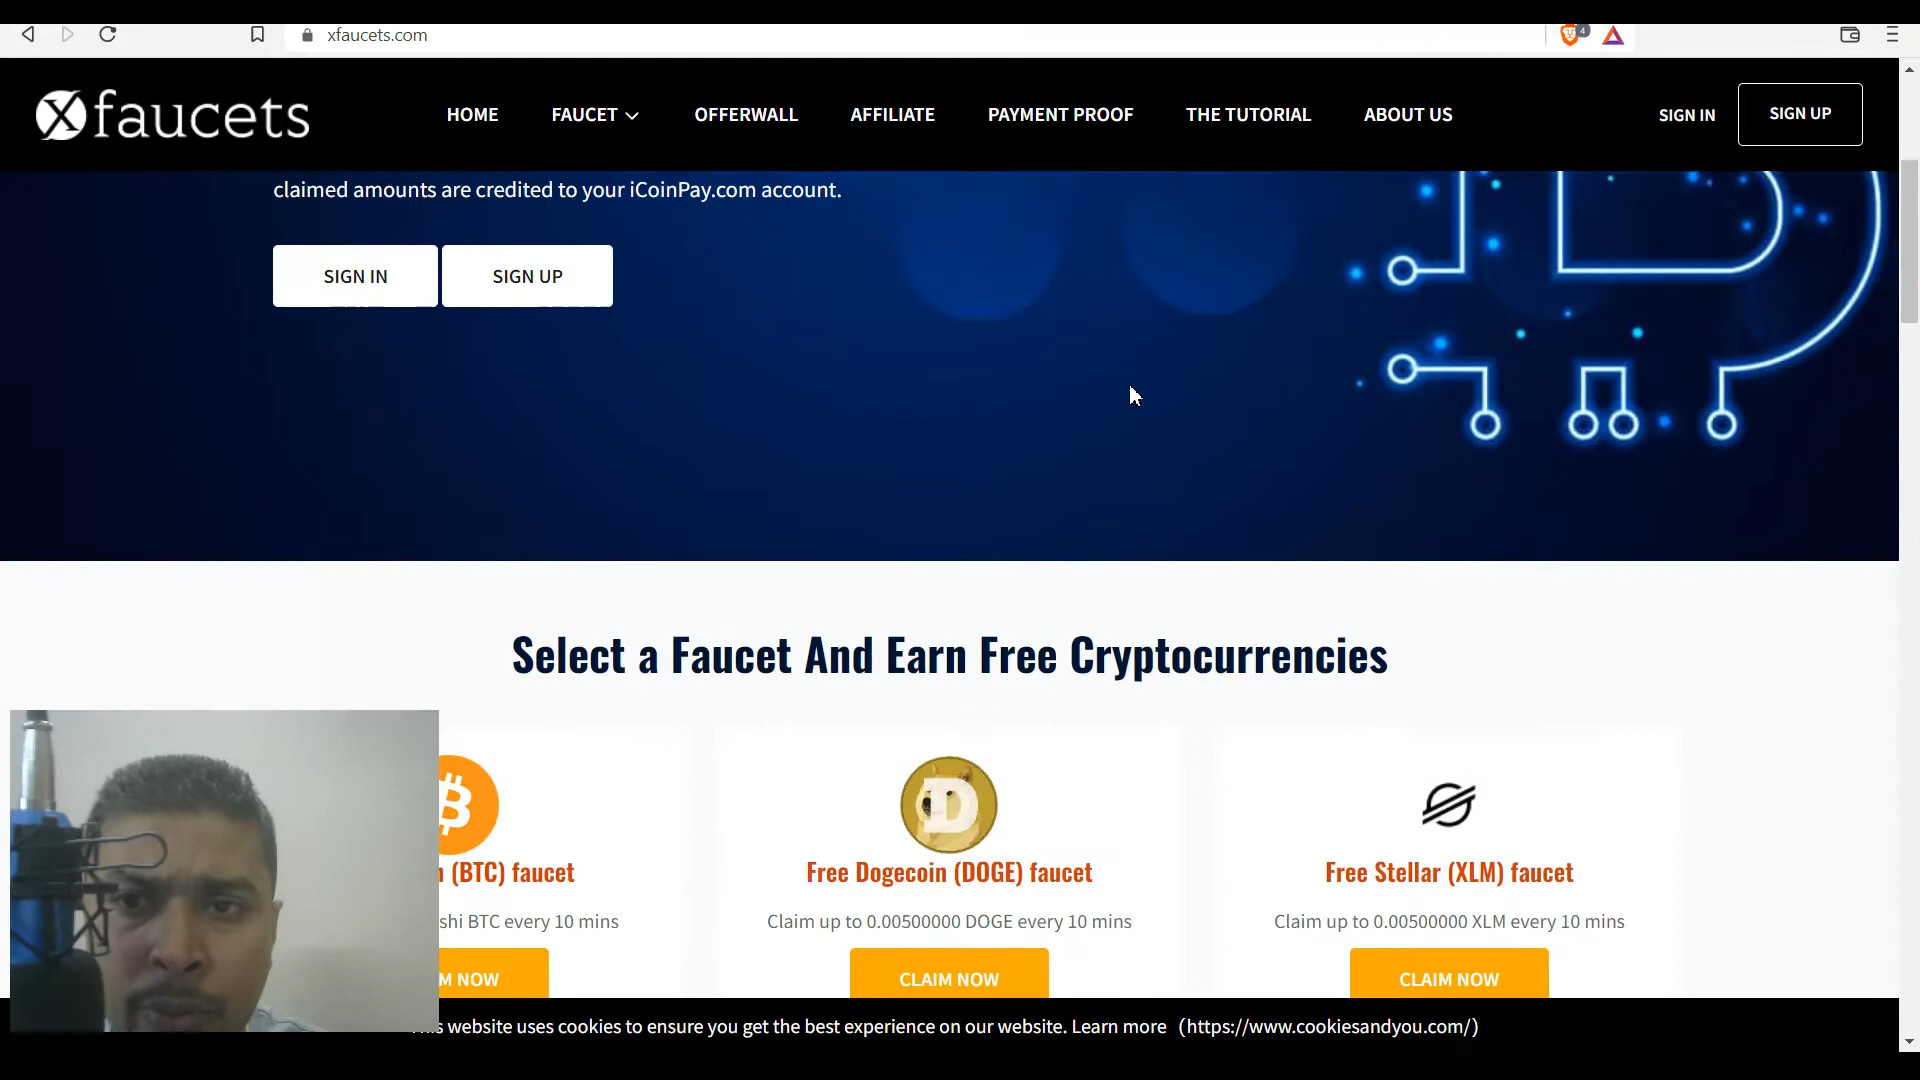 xfaucets.com
4
X faucets
HOME FAUCET OFFERWALL AFFILIATE PAYMENT PROOF THE TUTORIAL ABOUT US SIGN IN SIGN UP
claimed amounts are credited to your iCoinPay.com account.
SIGN IN SIGN UP
Select a Faucet And Earn Free Cryptocurrencies
(BTC) faucet Free Dogecoin (DOGE) faucet Free Stellar (XLM) faucet
BTC every 10 mins Claim up to 0.00500000 DOGE every 10 mins Claim up to 0.00500000 XLM every 10 mins
NOW CLAIM NOW CLAIM NOW
This website uses cookies to ensure you get the best experience on our website. Learn more (https://www.cookiesandyou.com/)